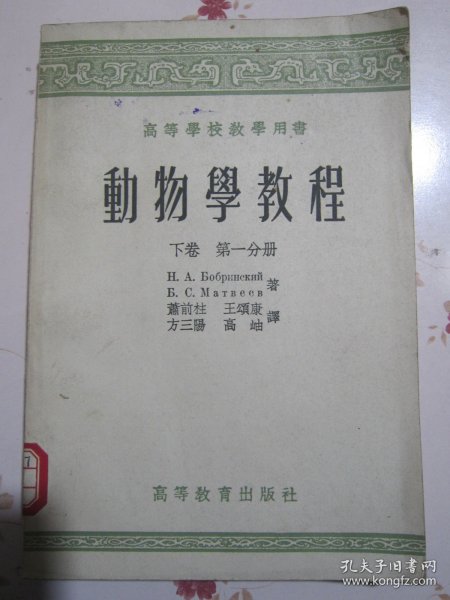 高等學校教學用書
動物學教程
下卷 第一分册
Н. А. Бобринский
Б. С. Матвеев
著
蕭前柱 王頌康
方三陽 高岫
譯
7
高等教育出版社
孔夫子旧书网
www.kongfz.com